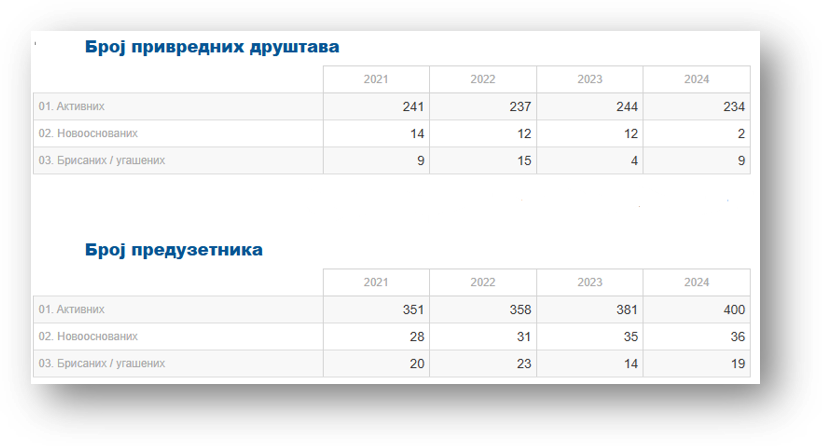 Број привредних друштава
2021 2022 2023 2024
01. Активних 241 237 244 234
02. Новооснованих 14 12 12 2
03. Брисаних / угашених 9 15 4 9
Број предузетника
2021 2022 2023 2024
01. Активних 351 358 381 400
02. Новооснованих 28 31 35 36
03. Брисаних / угашених 20 23 14 19